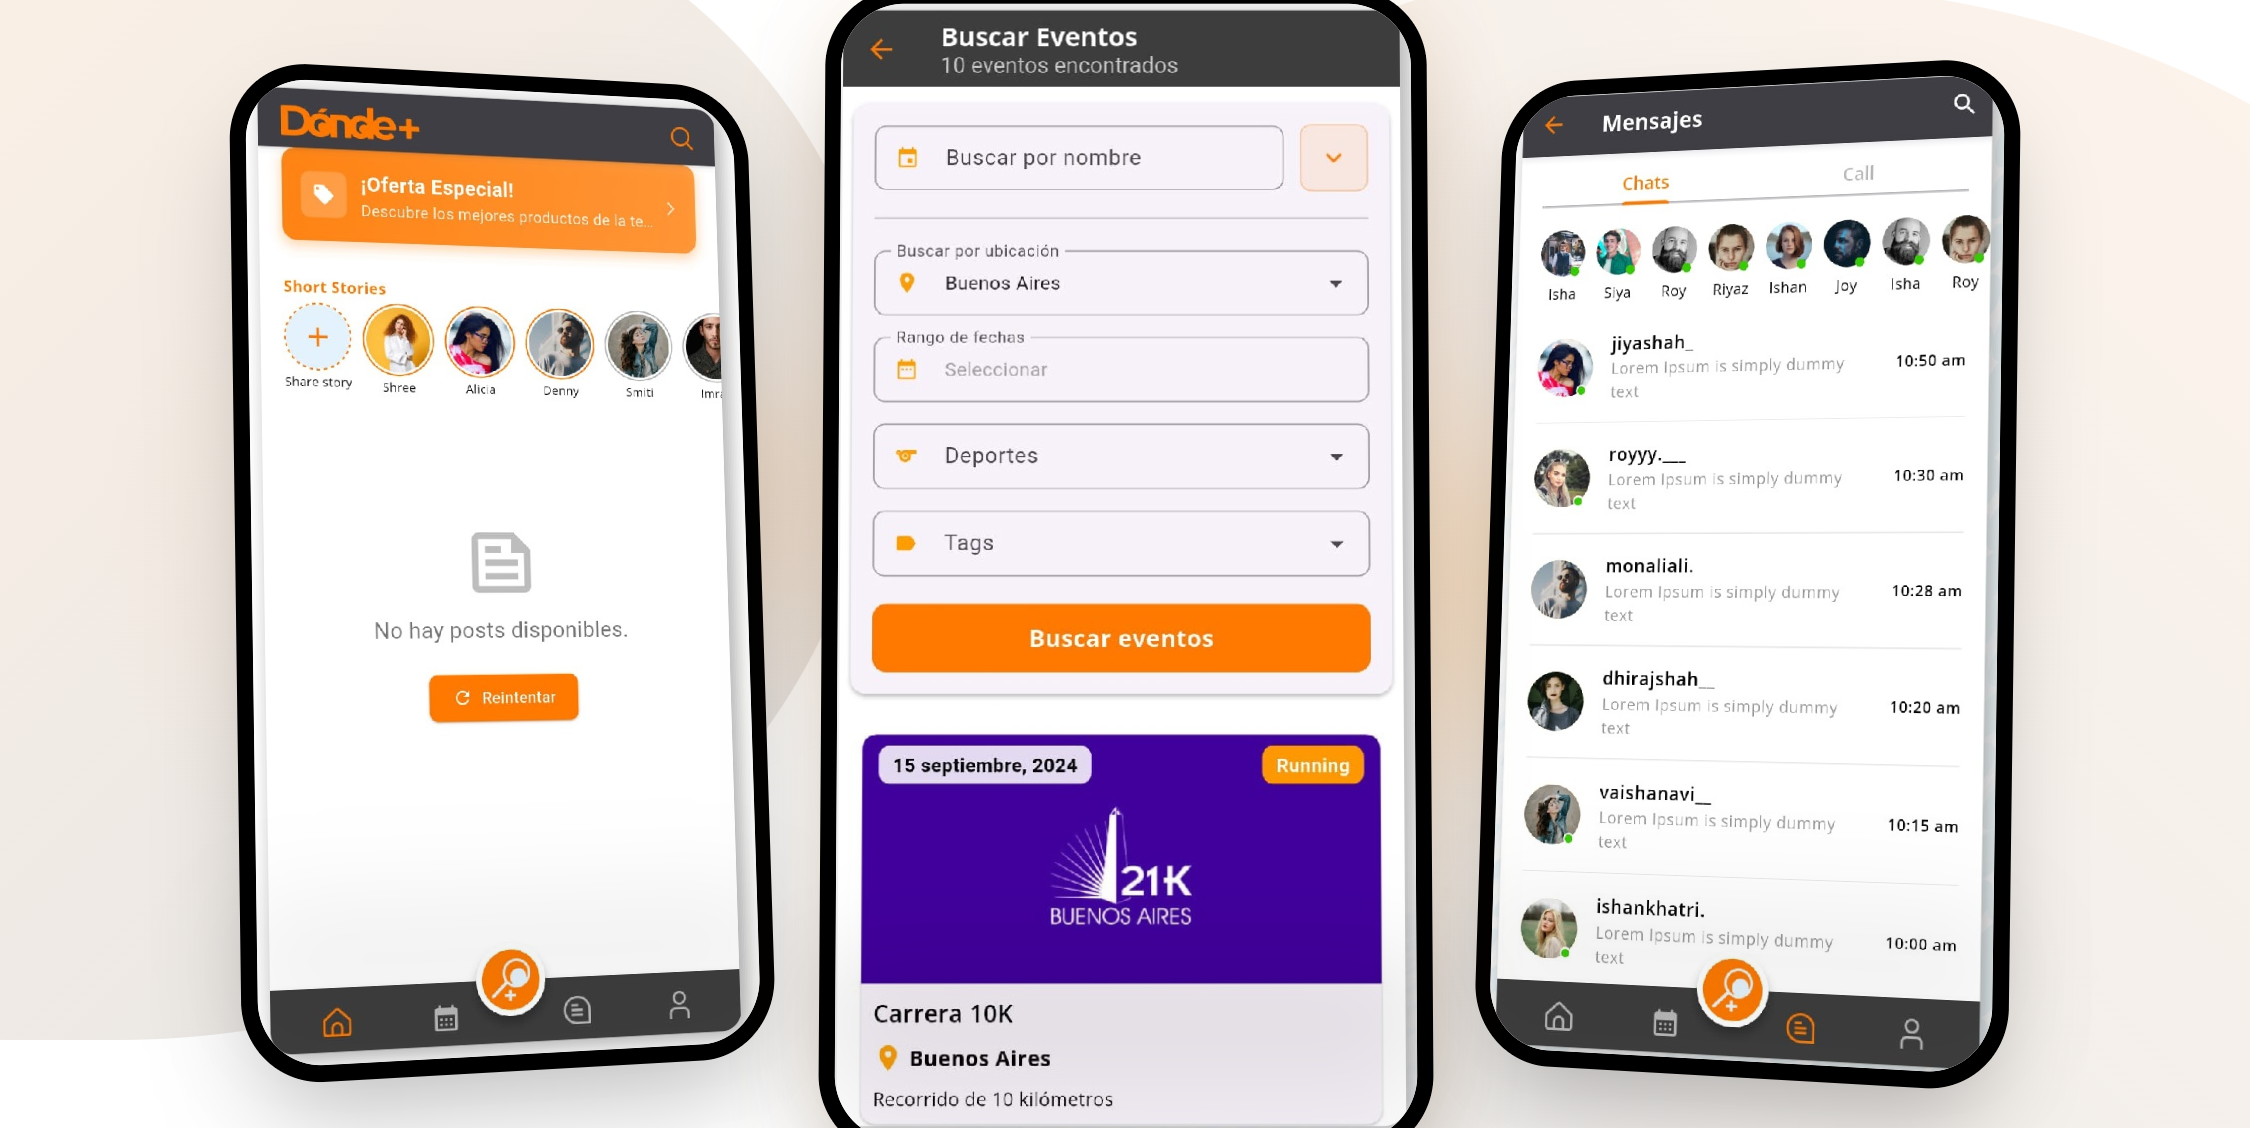 Dónde+
¡Oferta Especial!
Descubre los mejores productos de la te...
Short Stories
Share story
Shree
Alicia
Denny
Smiti
Imra
No hay posts disponibles.
Reintentar
Buscar Eventos
10 eventos encontrados
Buscar por nombre
Buscar por ubicación
Buenos Aires
Rango de fechas
Seleccionar
Deportes
Tags
Buscar eventos
15 septiembre, 2024
Running
21K
BUENOS AIRES
Carrera 10K
Buenos Aires
Recorrido de 10 kilómetros
Mensajes
Chats
Call
Isha
Siya
Roy
Riyaz
Ishan
Joy
Isha
Roy
jiyashah_
Lorem Ipsum is simply dummy
text
10:50 am
royyy.___
Lorem Ipsum is simply dummy
text
10:30 am
monaliali.
Lorem Ipsum is simply dummy
text
10:28 am
dhirajshah__
Lorem Ipsum is simply dummy
text
10:20 am
vaishanavi__
Lorem Ipsum is simply dummy
text
10:15 am
ishankhatri.
Lorem Ipsum is simply dummy
text
10:00 am